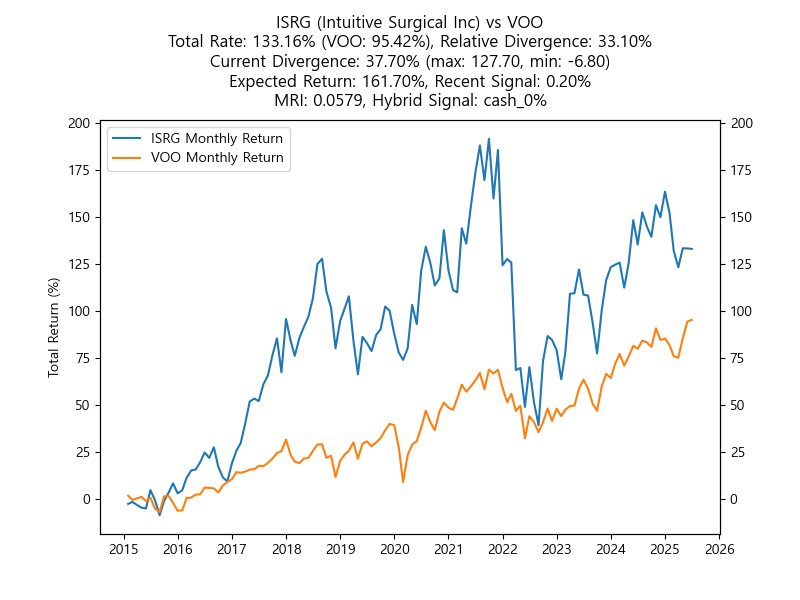 ISRG (Intuitive Surgical Inc) vs VOO
Total Rate: 133.16% (VOO: 95.42%), Relative Divergence: 33.10%
Current Divergence: 37.70% (max: 127.70, min: -6.80)
Expected Return: 161.70%, Recent Signal: 0.20%
MRI: 0.0579, Hybrid Signal: cash_0%
ISRG Monthly Return
VOO Monthly Return
Total Return (%)
200
175
150
125
100
75
50
25
0
200
175
150
125
100
75
50
25
0
2015 2016 2017 2018 2019 2020 2021 2022 2023 2024 2025 2026